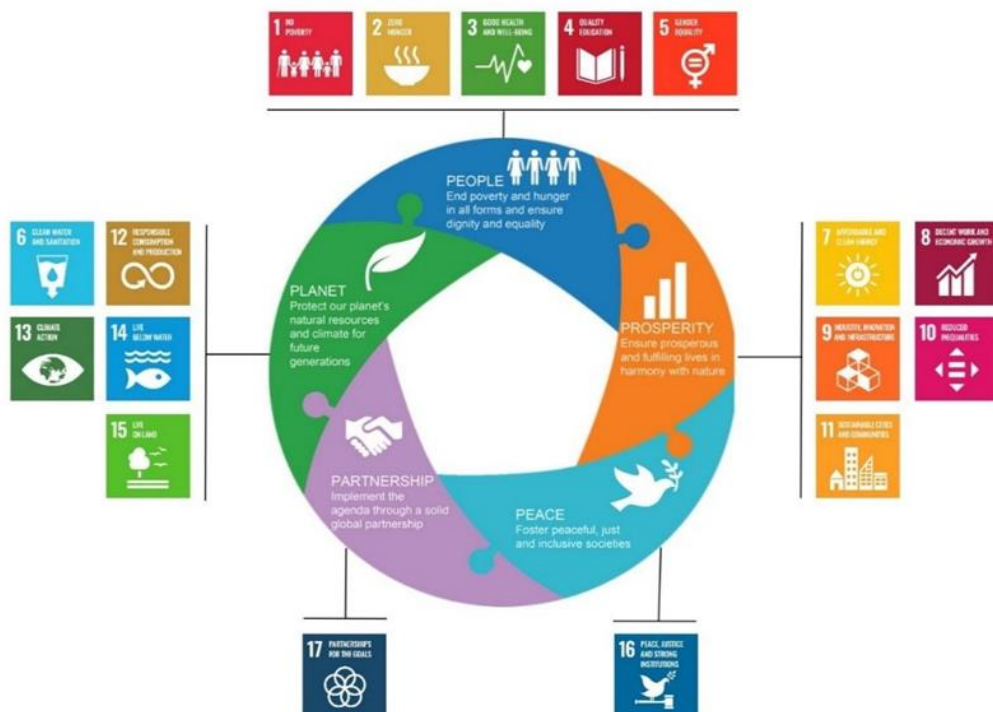 1 NO
POVERTY
2 ZERO
HUNGER
3 GOOD HEALTH
AND WELL-BEING
4 QUALITY
EDUCATION
5 GENDER
EQUALITY
PEOPLE
End poverty and hunger
in all forms and ensure
dignity and equality
6 CLEAN WATER
AND SANITATION
12 RESPONSIBLE
CONSUMPTION
AND PRODUCTION
13 CLIMATE
ACTION
14 LIFE
BELOW WATER
15 LIFE
ON LAND
PLANET
Protect our planet's
natural resources
and climate for
future
generations
PROSPERITY
Ensure prosperous
and fulfilling lives in
harmony with nature
7 AFFORDABLE AND
CLEAN ENERGY
8 DECENT WORK AND
ECONOMIC GROWTH
9 INDUSTRY, INNOVATION
AND INFRASTRUCTURE
10 REDUCED
INEQUALITIES
11 SUSTAINABLE CITIES
AND COMMUNITIES
PARTNERSHIP
Implement the
agenda through a solid
global partnership
PEACE
Foster peaceful, just
and inclusive societies
17 PARTNERSHIPS
FOR THE GOALS
16 PEACE, JUSTICE
AND STRONG
INSTITUTIONS